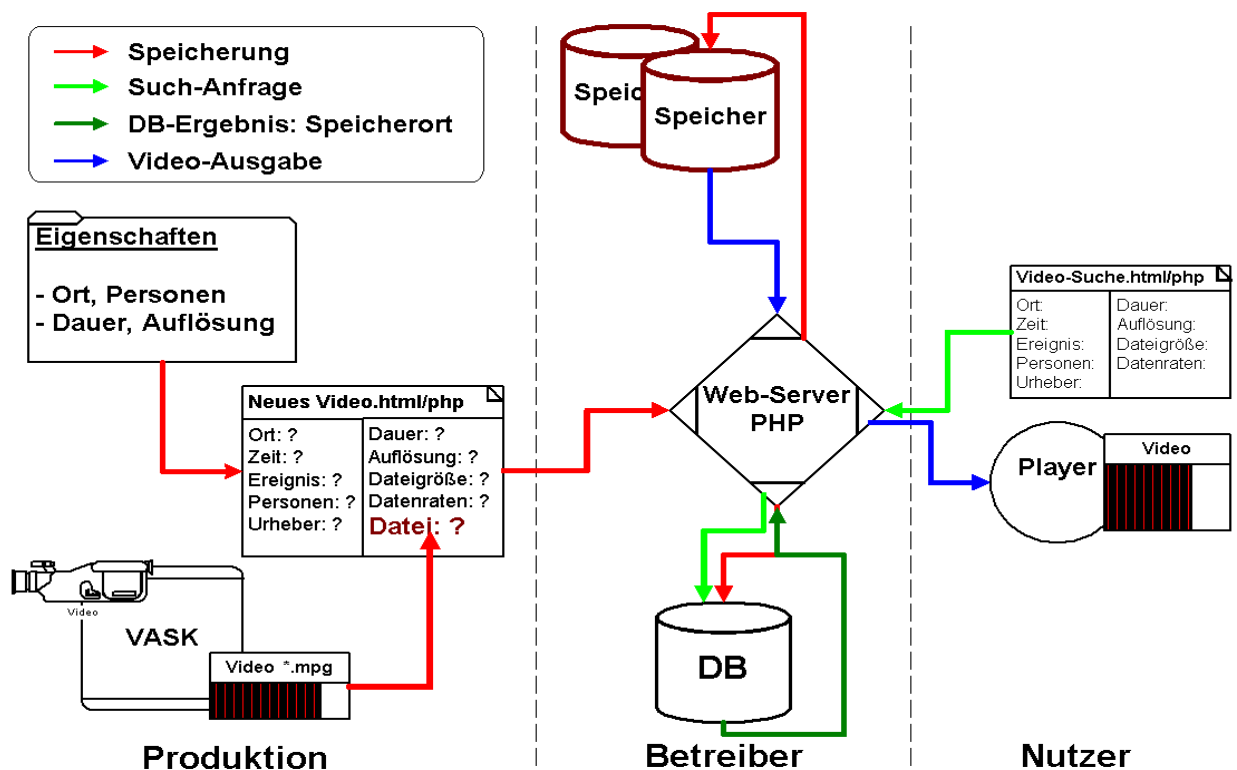 Speicherung
Such-Anfrage
DB-Ergebnis: Speicherort
Video-Ausgabe
Eigenschaften
- Ort, Personen
- Dauer, Auflösung
Neues Video.html/php
Ort: ?
Zeit: ?
Ereignis: ?
Personen: ?
Urheber: ?
Dauer: ?
Auflösung: ?
Dateigröße: ?
Datenraten: ?
Datei: ?
Video
VASK
Video *.mpg
Produktion
Speic
Speicher
Web-Server
PHP
DB
Betreiber
Video-Suche.html/php
Ort:
Zeit:
Ereignis:
Personen:
Urheber:
Dauer:
Auflösung:
Dateigröße:
Datenraten:
Player
Video
Nutzer